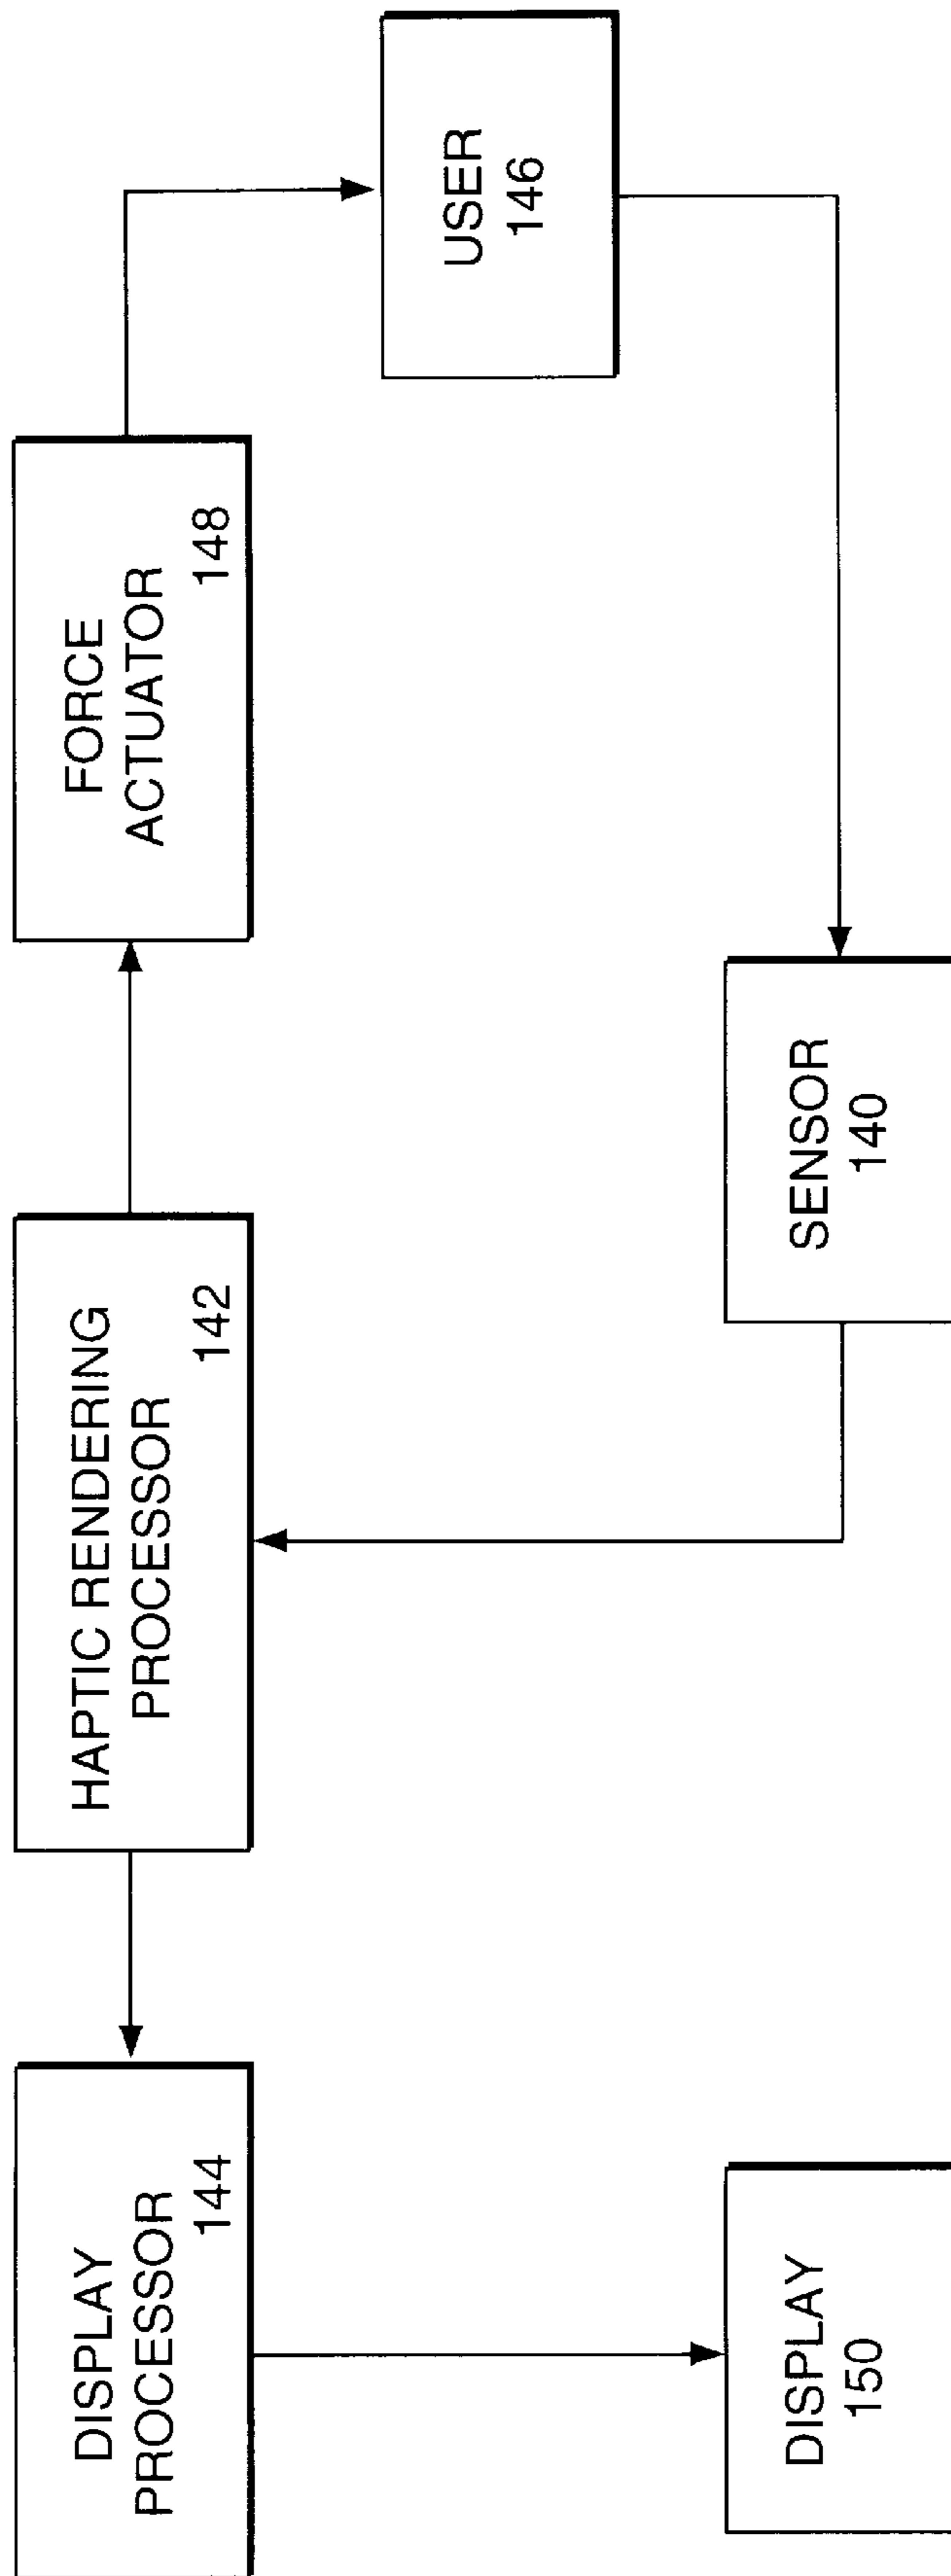 DISPLAY
PROCESSOR
144
HAPTIC RENDERING
PROCESSOR
142
FORCE
ACTUATOR
148
USER
146
DISPLAY
150
SENSOR
140